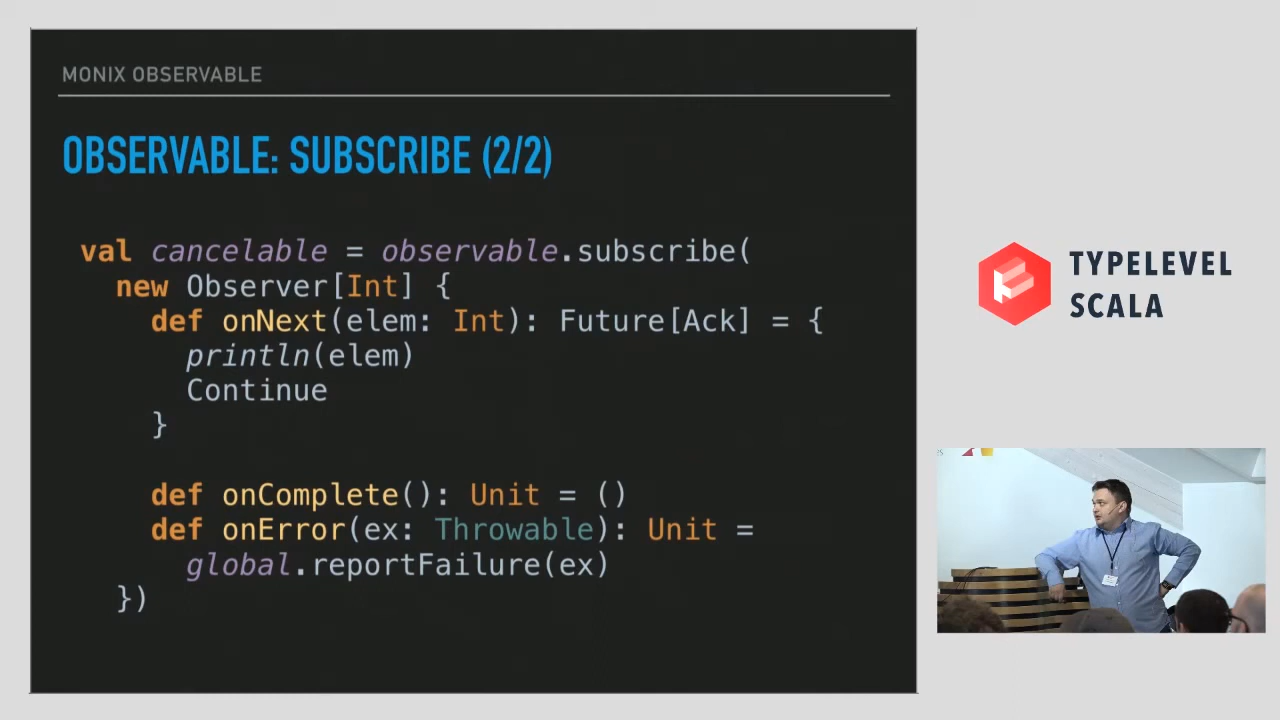 MONIX OBSERVABLE
OBSERVABLE: SUBSCRIBE (2/2)
val cancelable = observable.subscribe(
  new Observer[Int] {
    def onNext(elem: Int): Future[Ack] = {
      println(elem)
      Continue
    }

    def onComplete(): Unit = ()
    def onError(ex: Throwable): Unit =
      global.reportFailure(ex)
  })
TYPELEVEL
SCALA